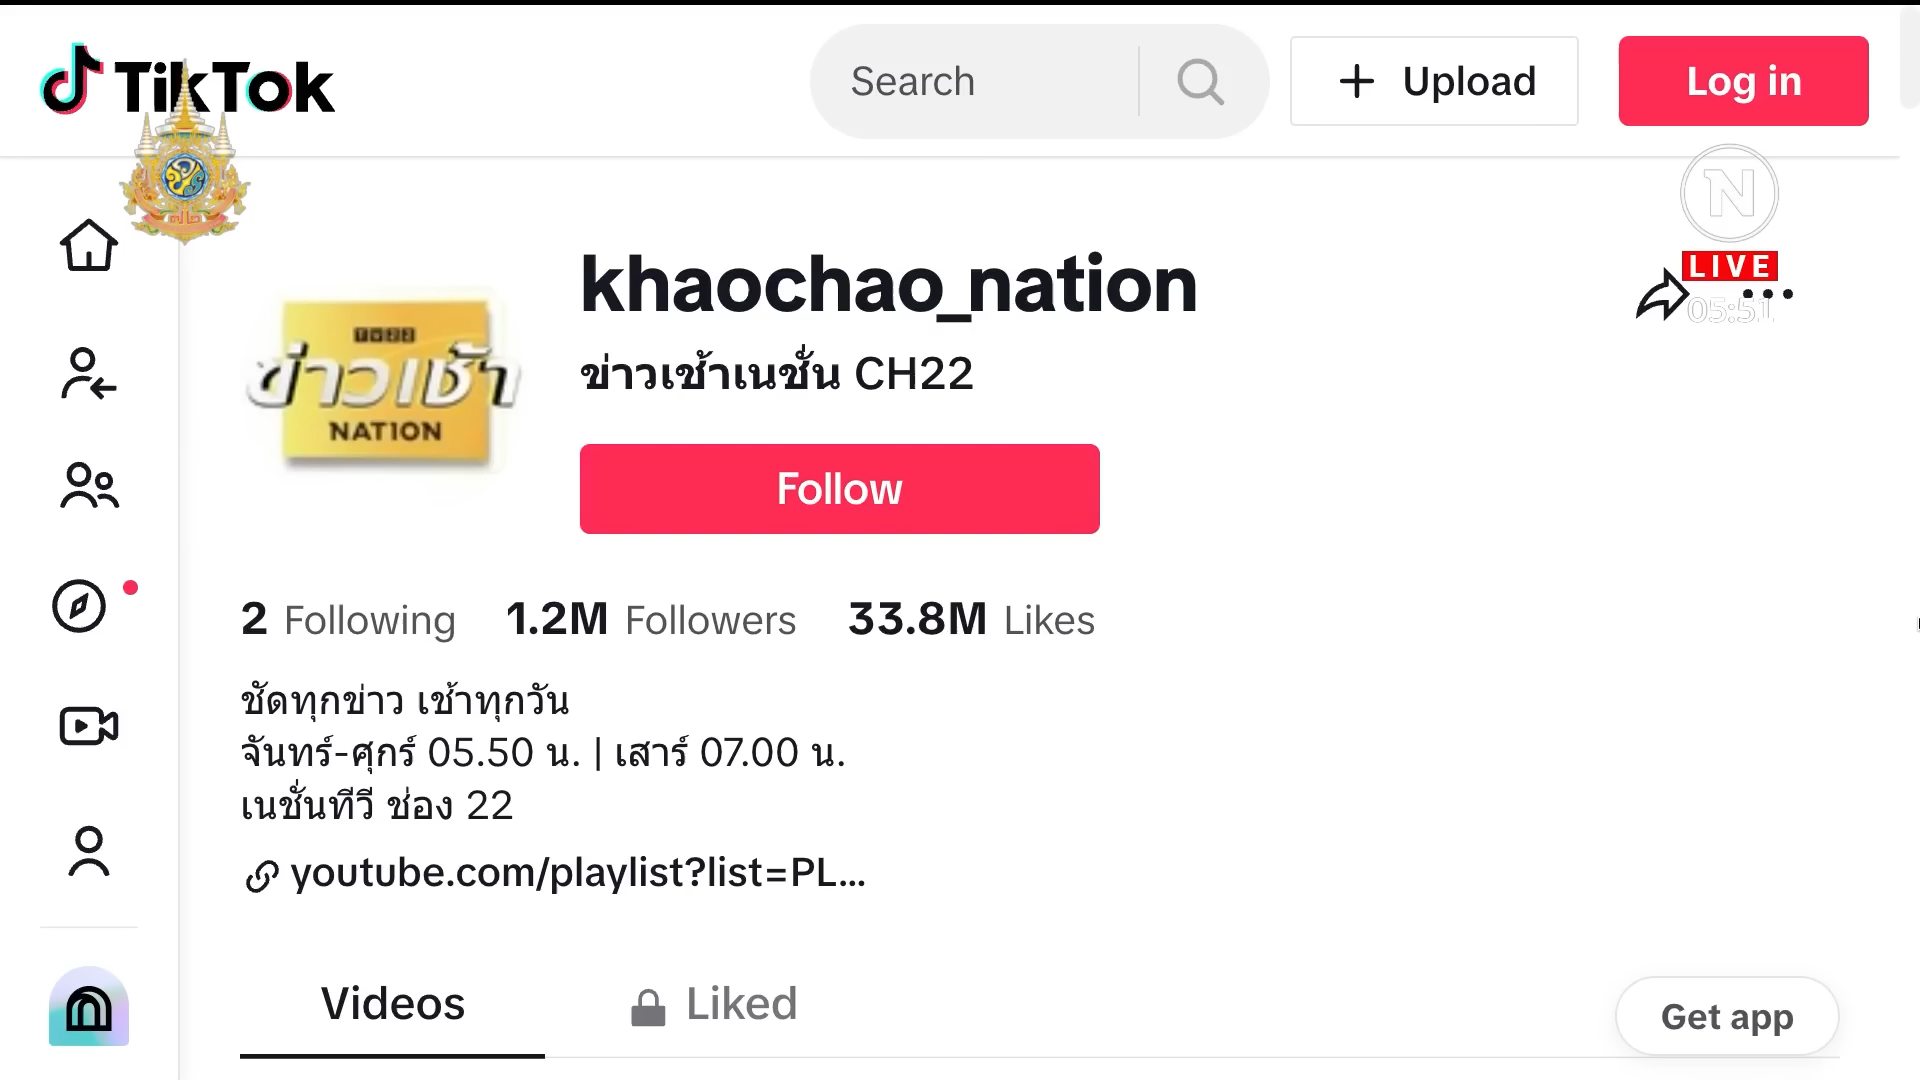 TikTok
Search
+ Upload
Log in
๗๒
N
LIVE
05:51
TV22
ข่าวเช้า
NATION
khaochao_nation
ข่าวเช้าเนชั่น CH22
Follow
2 Following 1.2M Followers 33.8M Likes
ชัดทุกข่าว เช้าทุกวัน
จันทร์-ศุกร์ 05.50 น. | เสาร์ 07.00 น.
เนชั่นทีวี ช่อง 22
youtube.com/playlist?list=PL...
Videos
Liked
Get app